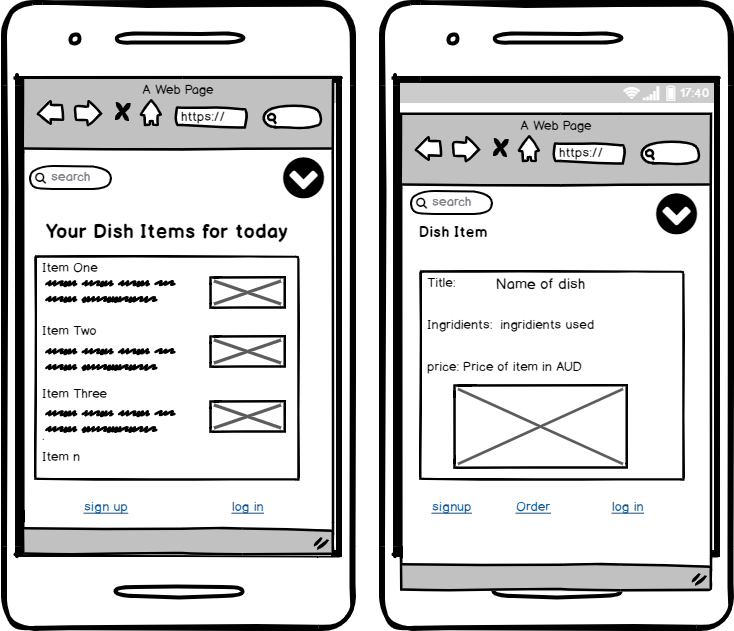 A Web Page
https://
search
Your Dish Items for today
Item One
Item Two
Item Three
Item n
sign up
log in
17:40
A Web Page
https://
search
Dish Item
Title: Name of dish
Ingridients: ingridients used
price: Price of item in AUD
signup
Order
log in